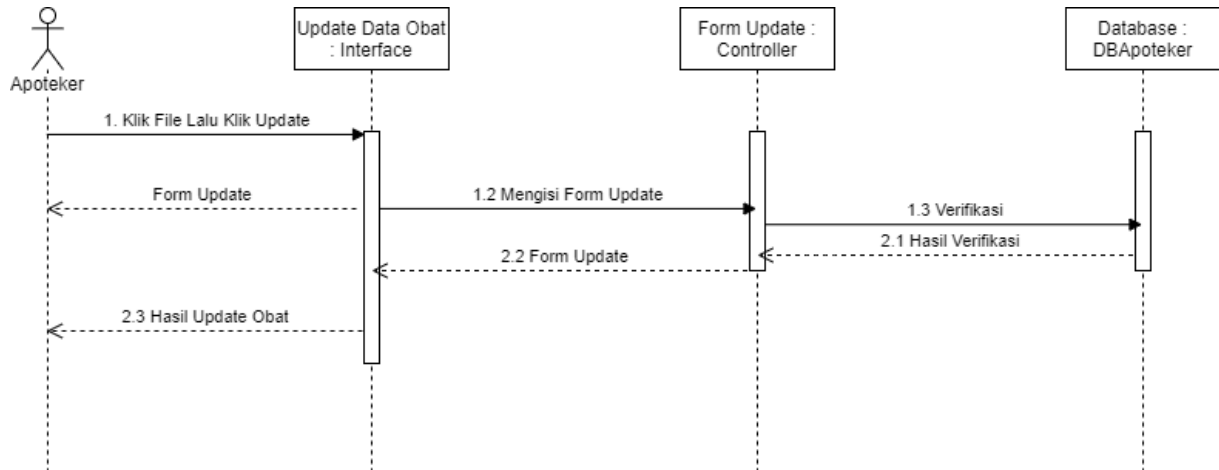 Update Data Obat
: Interface
Form Update :
Controller
Database :
DBApoteker
Apoteker
1. Klik File Lalu Klik Update
Form Update
1.2 Mengisi Form Update
1.3 Verifikasi
2.1 Hasil Verifikasi
2.2 Form Update
2.3 Hasil Update Obat